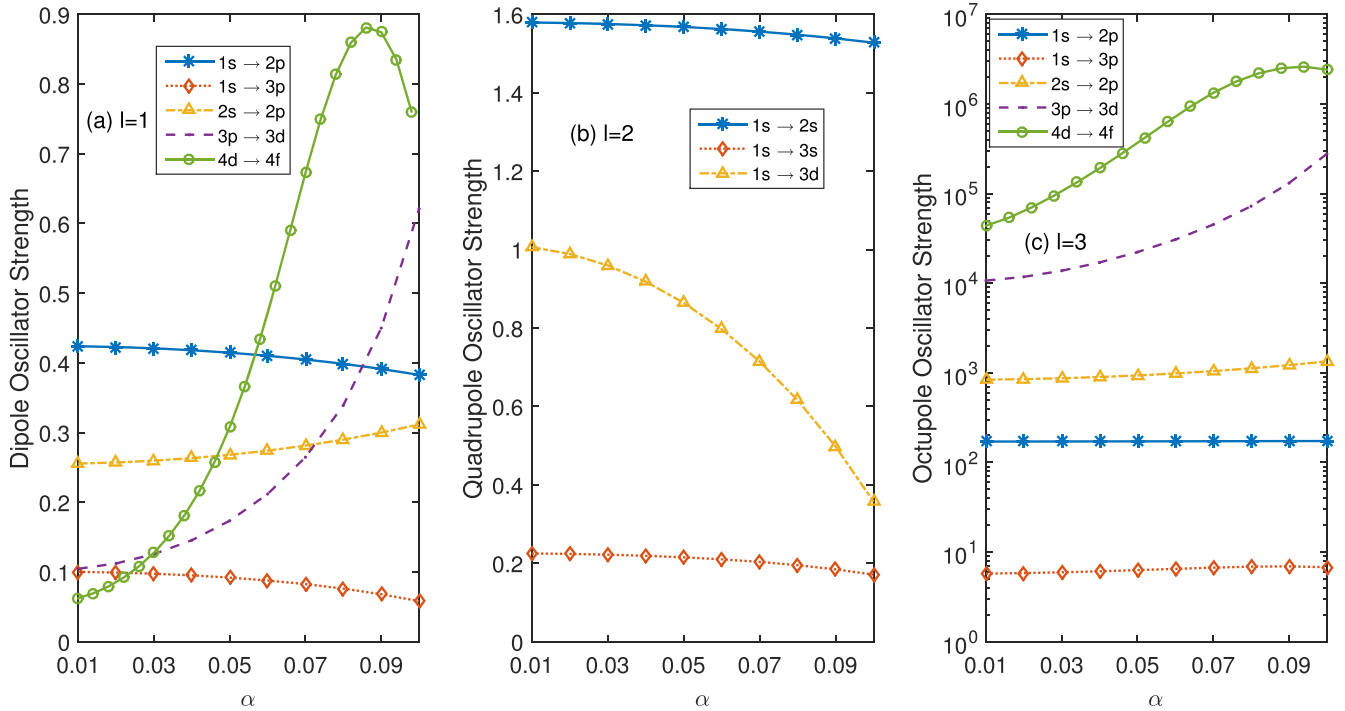 Dipole Oscillator Strength
0.9
0.8
0.7
0.6
0.5
0.4
0.3
0.2
0.1
0
(a) l=1
1s → 2p
1s → 3p
2s → 2p
3p → 3d
4d → 4f
0.01 0.03 0.05 0.07 0.09
α
Quadrupole Oscillator Strength
1.6
1.4
1.2
1
0.8
0.6
0.4
0.2
0
(b) l=2
1s → 2s
1s → 3s
1s → 3d
0.01 0.03 0.05 0.07 0.09
α
Octupole Oscillator Strength
10⁷
10⁶
10⁵
10⁴
10³
10²
10¹
10⁰
1s → 2p
1s → 3p
2s → 2p
3p → 3d
4d → 4f
(c) l=3
0.01 0.03 0.05 0.07 0.09
α